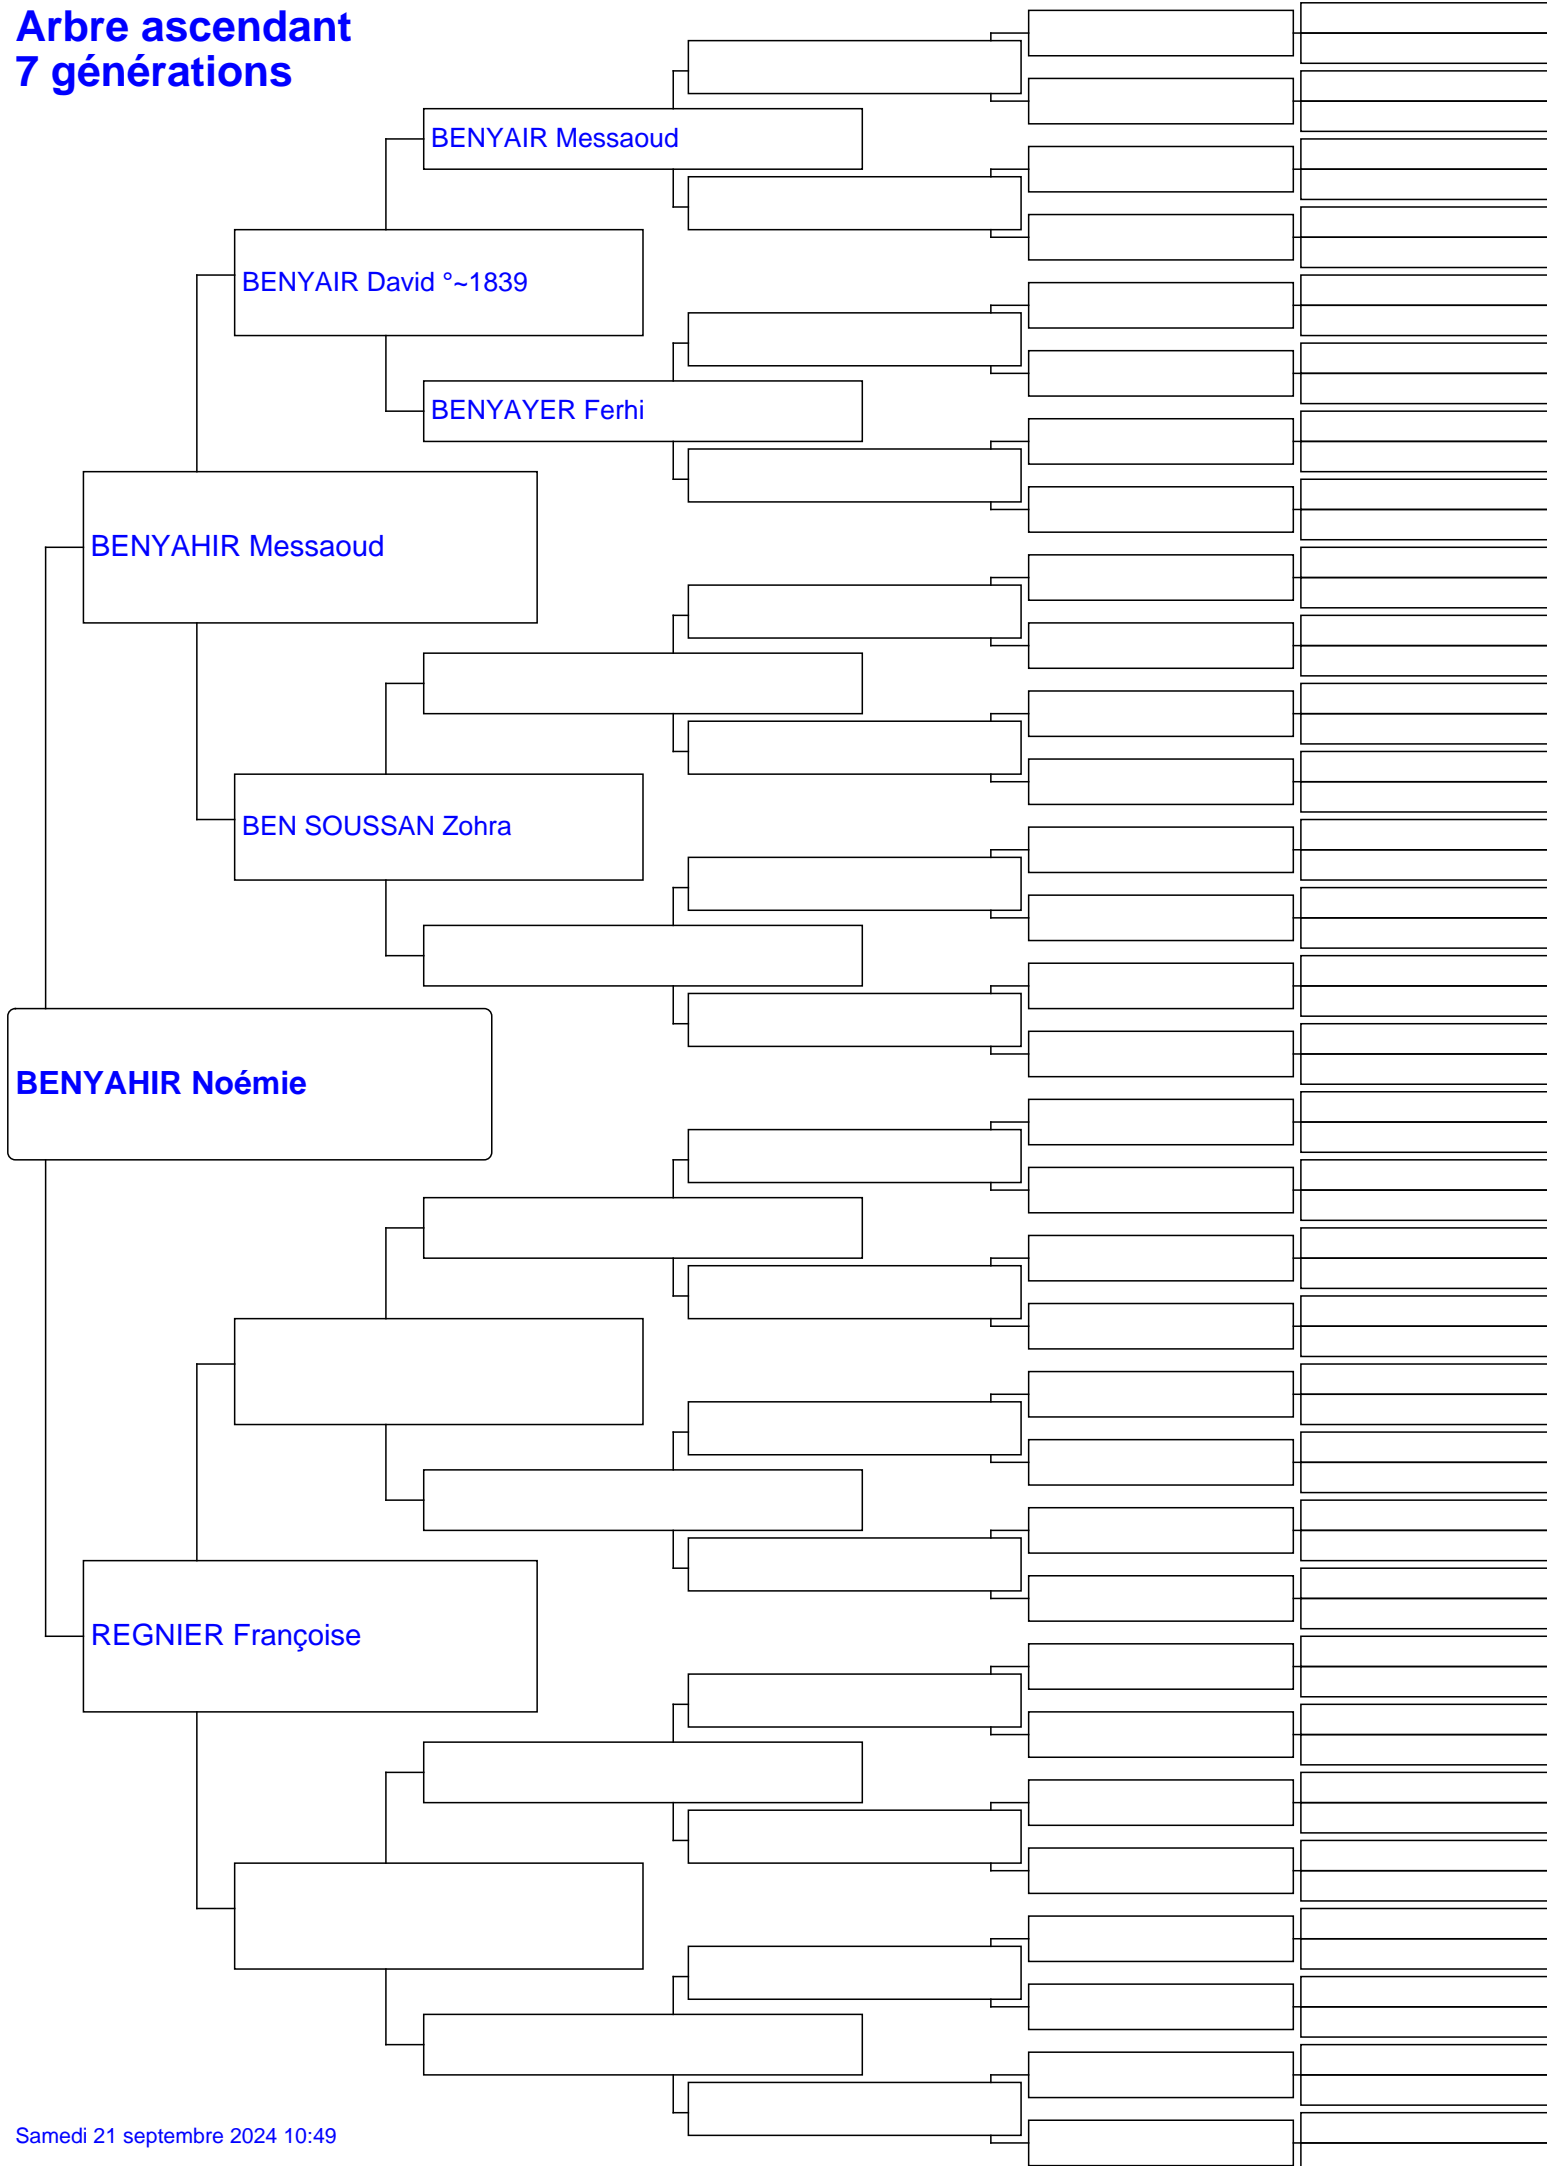 Arbre ascendant
7 générations
BENYAIR Messaoud
BENYAIR David °~1839
BENYAYER Ferhi
BENYAHIR Messaoud
BEN SOUSSAN Zohra
BENYAHIR Noémie
REGNIER Françoise
Samedi 21 septembre 2024 10:49